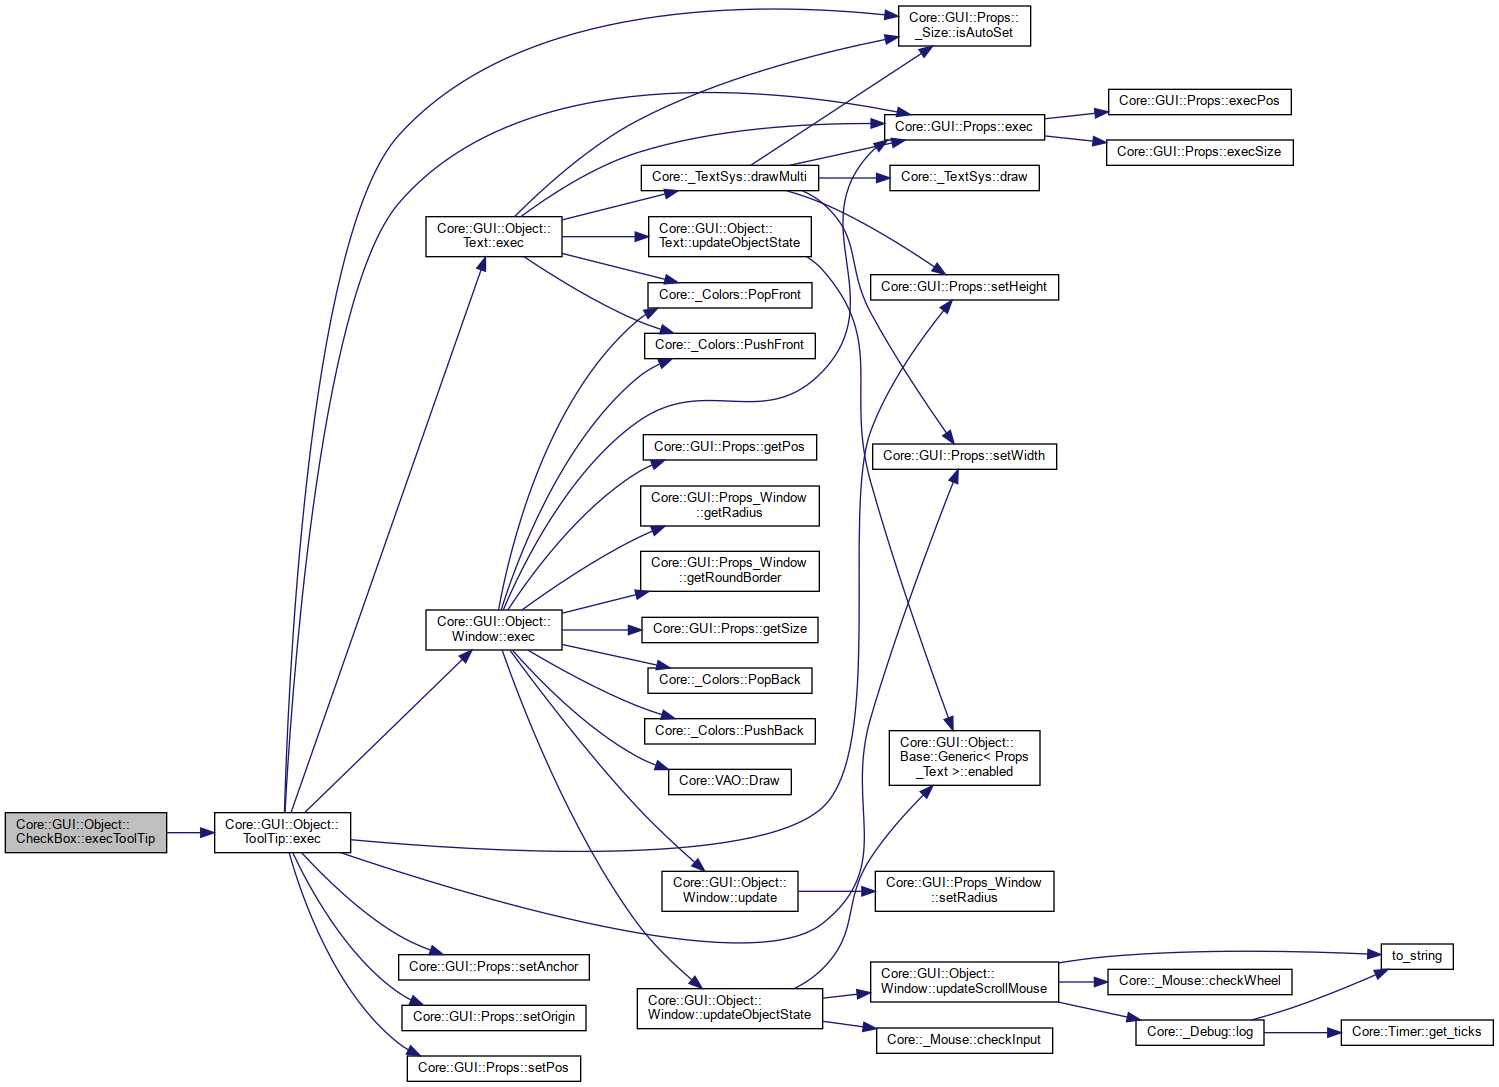 Core::GUI::Object::
CheckBox::execToolTip
Core::GUI::Object::
ToolTip::exec
Core::GUI::Object::
Text::exec
Core::GUI::Object::
Window::exec
Core::GUI::Props::setAnchor
Core::GUI::Props::setOrigin
Core::GUI::Props::setPos
Core::_TextSys::drawMulti
Core::GUI::Object::
Text::updateObjectState
Core::_Colors::PopFront
Core::_Colors::PushFront
Core::GUI::Props::getPos
Core::GUI::Props_Window
::getRadius
Core::GUI::Props_Window
::getRoundBorder
Core::GUI::Props::getSize
Core::_Colors::PopBack
Core::_Colors::PushBack
Core::VAO::Draw
Core::GUI::Object::
Window::update
Core::GUI::Object::
Window::updateObjectState
Core::GUI::Props::
_Size::isAutoSet
Core::GUI::Props::exec
Core::_TextSys::draw
Core::GUI::Props::setHeight
Core::GUI::Props::setWidth
Core::GUI::Object::
Base::Generic< Props
_Text >::enabled
Core::GUI::Props_Window
::setRadius
Core::GUI::Object::
Window::updateScrollMouse
Core::_Mouse::checkInput
Core::GUI::Props::execPos
Core::GUI::Props::execSize
Core::_Mouse::checkWheel
Core::_Debug::log
to_string
Core::Timer::get_ticks